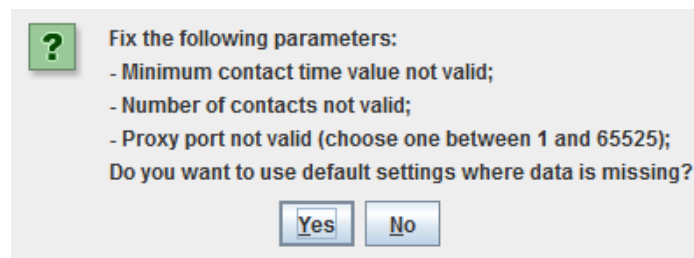 Fix the following parameters:
- Minimum contact time value not valid;
- Number of contacts not valid;
- Proxy port not valid (choose one between 1 and 65525);
Do you want to use default settings where data is missing?
Yes No